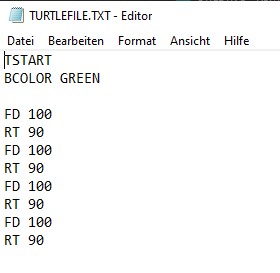 TURTLEFILE.TXT - Editor
Datei Bearbeiten Format Ansicht Hilfe
TSTART
BCOLOR GREEN

FD 100
RT 90
FD 100
RT 90
FD 100
RT 90
FD 100
RT 90